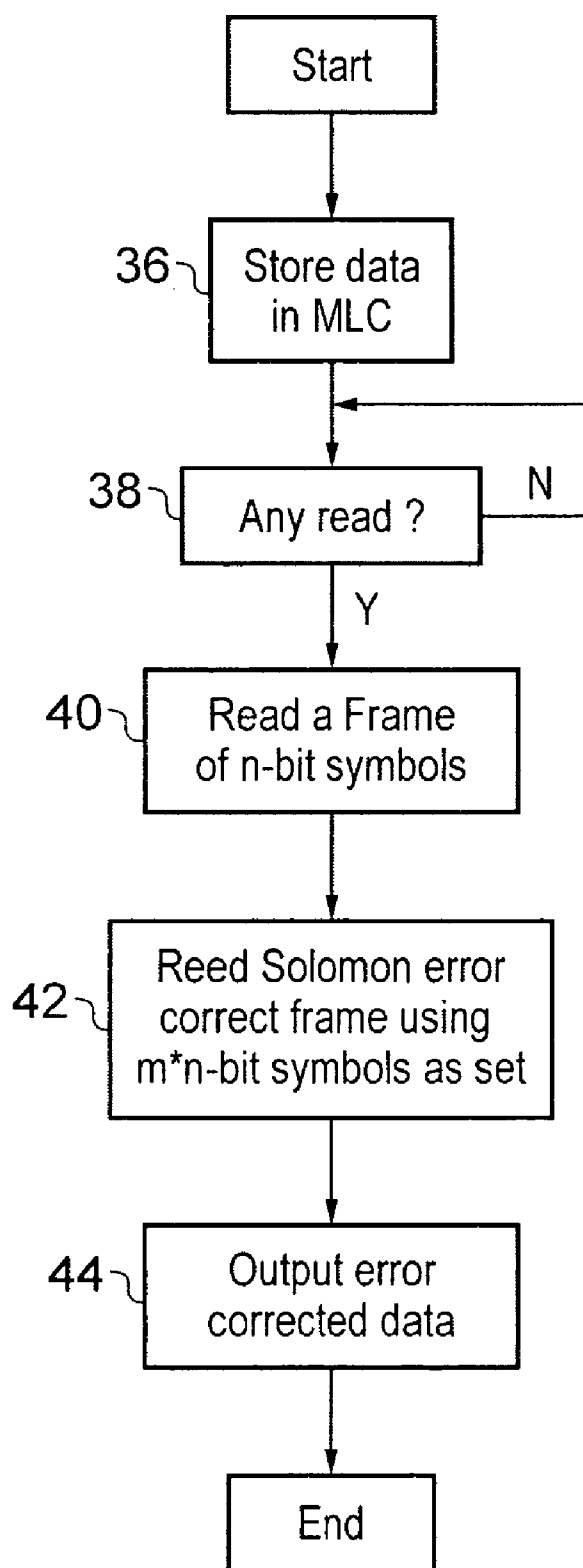 Start
36
Store data
in MLC
38
Any read ?
N
Y
40
Read a Frame
of n-bit symbols
42
Reed Solomon error
correct frame using
m*n-bit symbols as set
44
Output error
corrected data
End